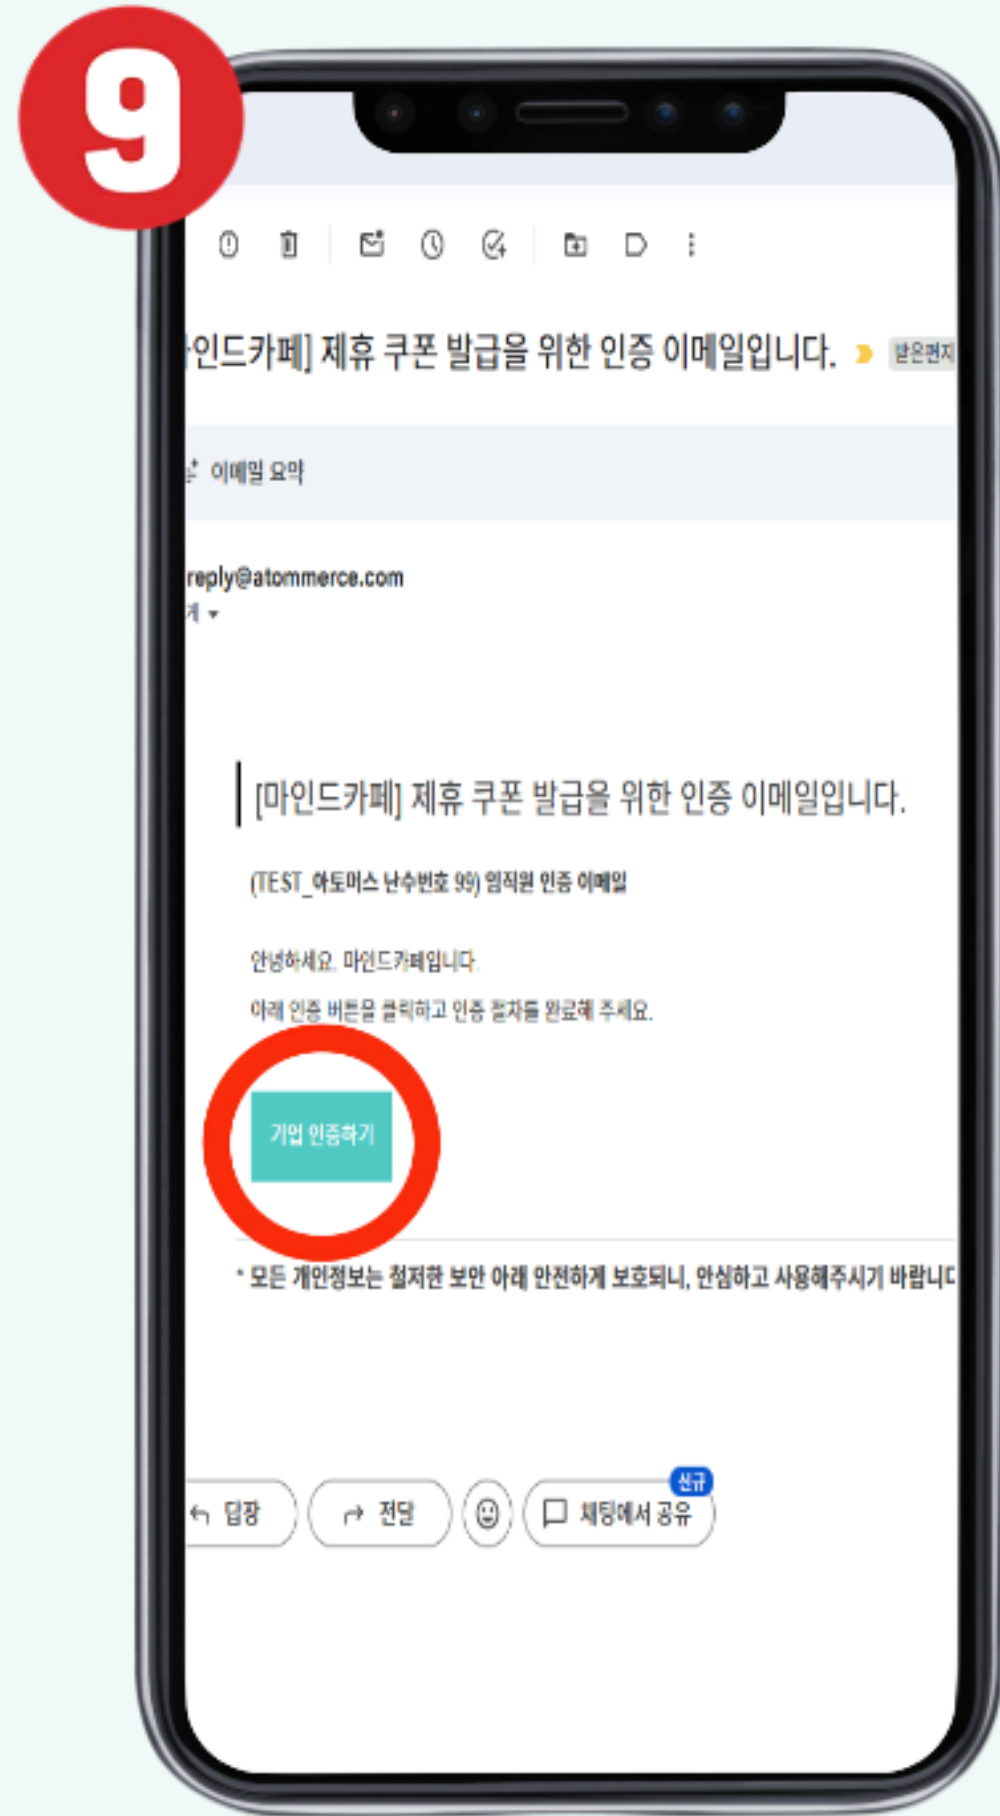 9
인드카페] 제휴 쿠폰 발급을 위한 인증 이메일입니다. 받은편지
이메일 요약
reply@atommerce.com
게
[마인드카페] 제휴 쿠폰 발급을 위한 인증 이메일입니다.
(TEST_아토머스 난수번호 99) 임직원 인증 이메일
안녕하세요. 마인드카페입니다.
아래 인증 버튼을 클릭하고 인증 절차를 완료해 주세요.
기업 인증하기
* 모든 개인정보는 철저한 보안 아래 안전하게 보호되니, 안심하고 사용해주시기 바랍니다
신규
답장 전달 채팅에서 공유